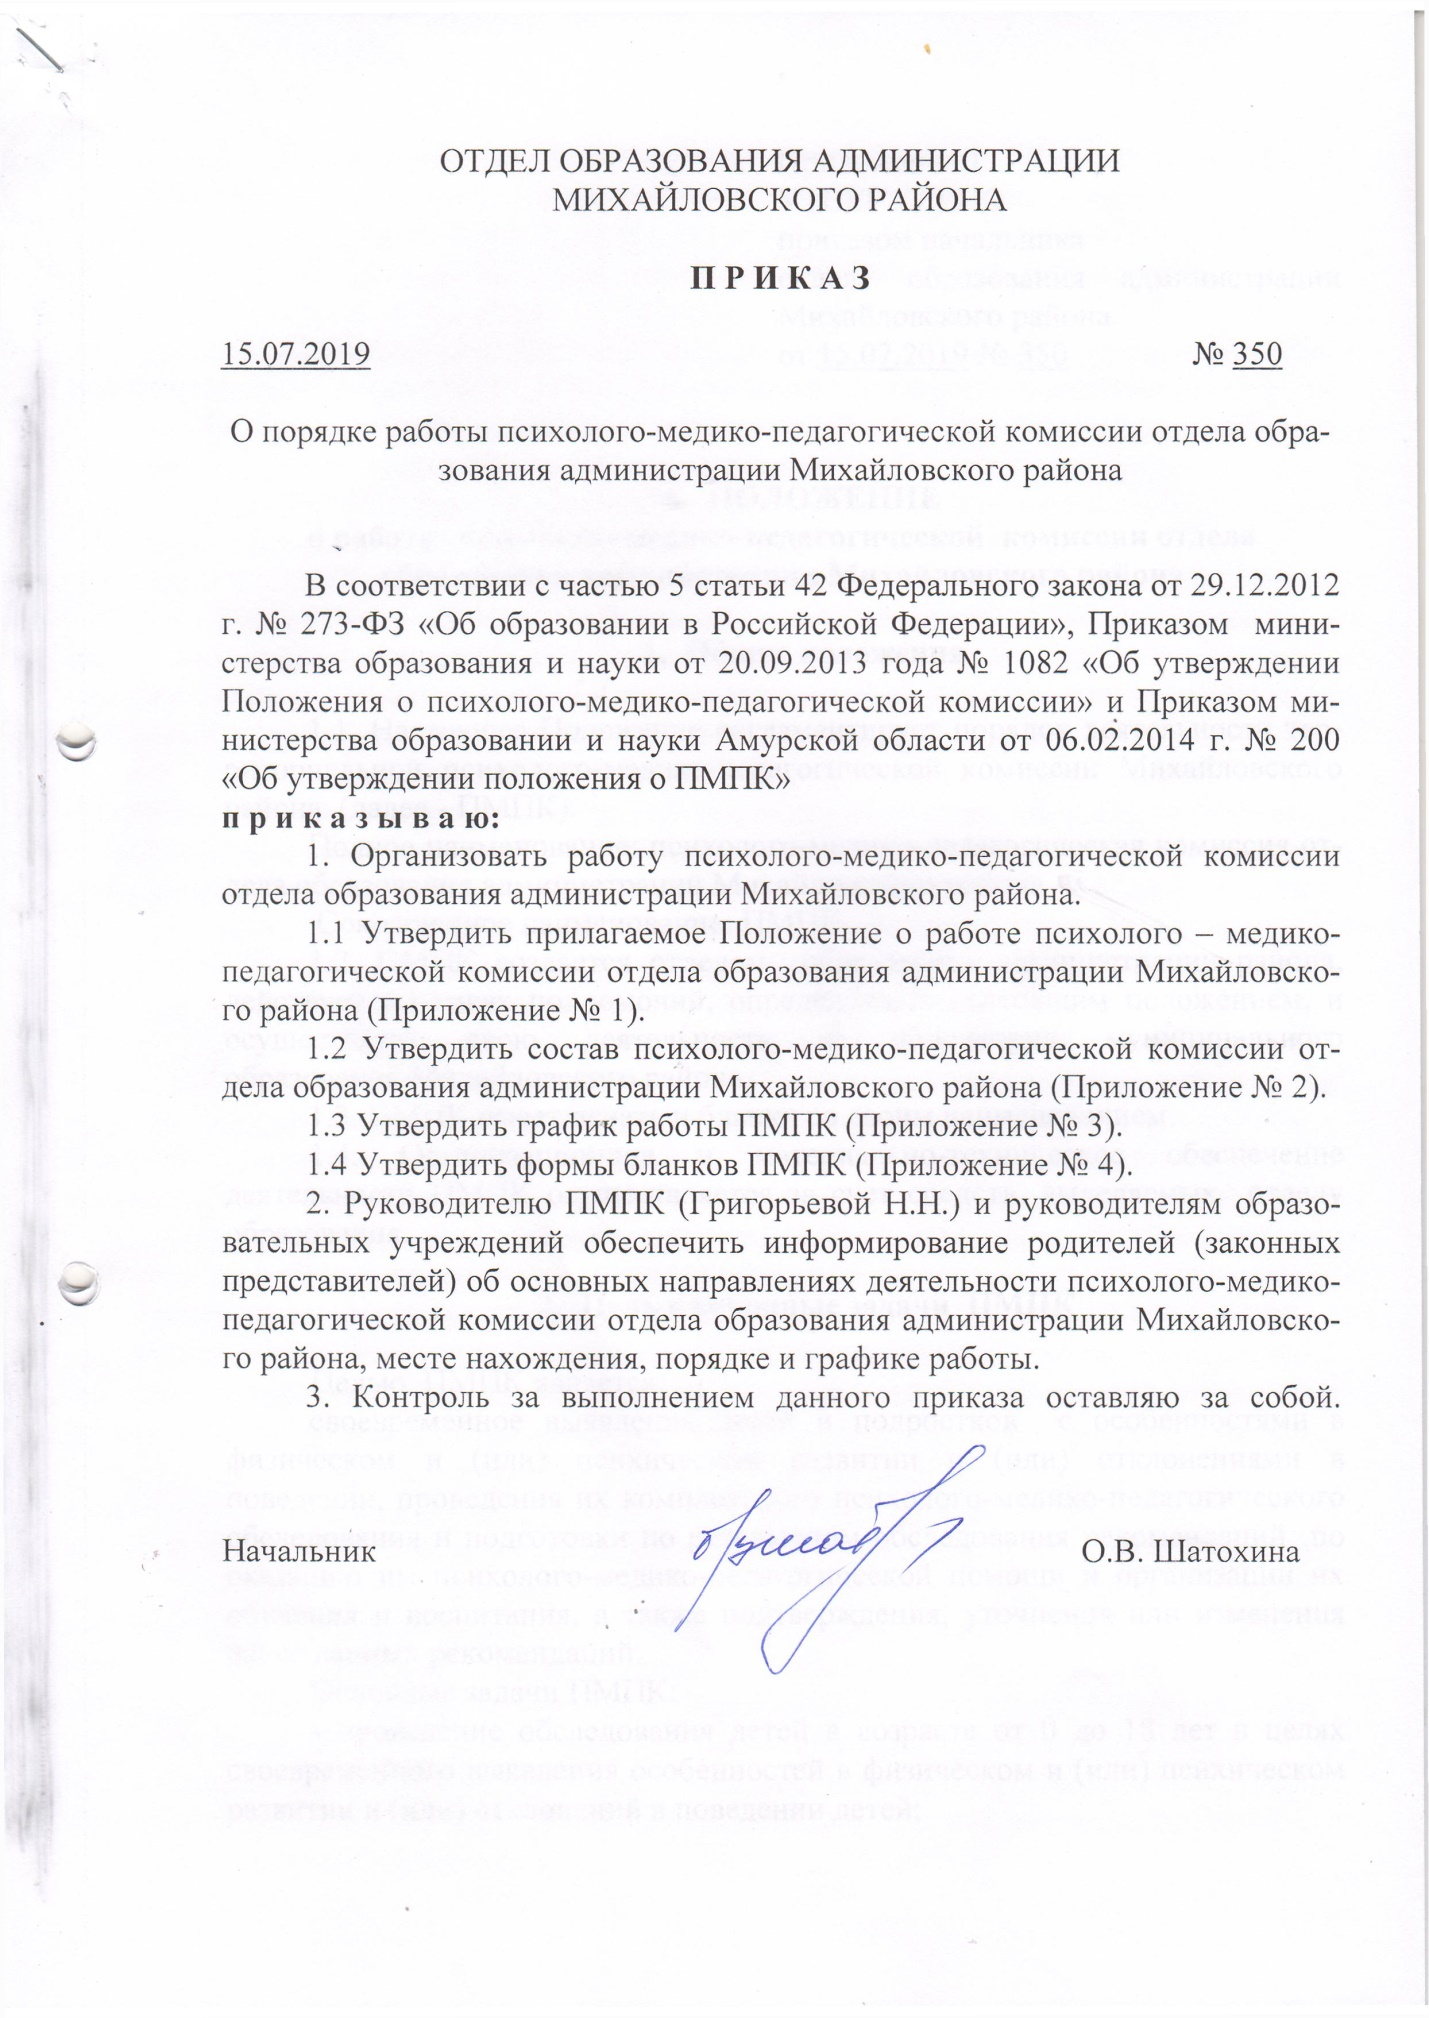 ОТДЕЛ ОБРАЗОВАНИЯ АДМИНИСТРАЦИИ
МИХАЙЛОВСКОГО РАЙОНА
П Р И К А З
15.07.2019 № 350
О порядке работы психолого-медико-педагогической комиссии отдела обра-
зования администрации Михайловского района
В соответствии с частью 5 статьи 42 Федерального закона от 29.12.2012
г. № 273-ФЗ «Об образовании в Российской Федерации», Приказом мини-
стерства образования и науки от 20.09.2013 года № 1082 «Об утверждении
Положения о психолого-медико-педагогической комиссии» и Приказом ми-
нистерства образовании и науки Амурской области от 06.02.2014 г. № 200
«Об утверждении положения о ПМПК»
п р и к а з ы в а ю:
1. Организовать работу психолого-медико-педагогической комиссии
отдела образования администрации Михайловского района.
1.1 Утвердить прилагаемое Положение о работе психолого – медико-
педагогической комиссии отдела образования администрации Михайловско-
го района (Приложение № 1).
1.2 Утвердить состав психолого-медико-педагогической комиссии от-
дела образования администрации Михайловского района (Приложение № 2).
1.3 Утвердить график работы ПМПК (Приложение № 3).
1.4 Утвердить формы бланков ПМПК (Приложение № 4).
2. Руководителю ПМПК (Григорьевой Н.Н.) и руководителям образо-
вательных учреждений обеспечить информирование родителей (законных
представителей) об основных направлениях деятельности психолого-медико-
педагогической комиссии отдела образования администрации Михайловско-
го района, месте нахождения, порядке и графике работы.
3. Контроль за выполнением данного приказа оставляю за собой.
Начальник О.В. Шатохина